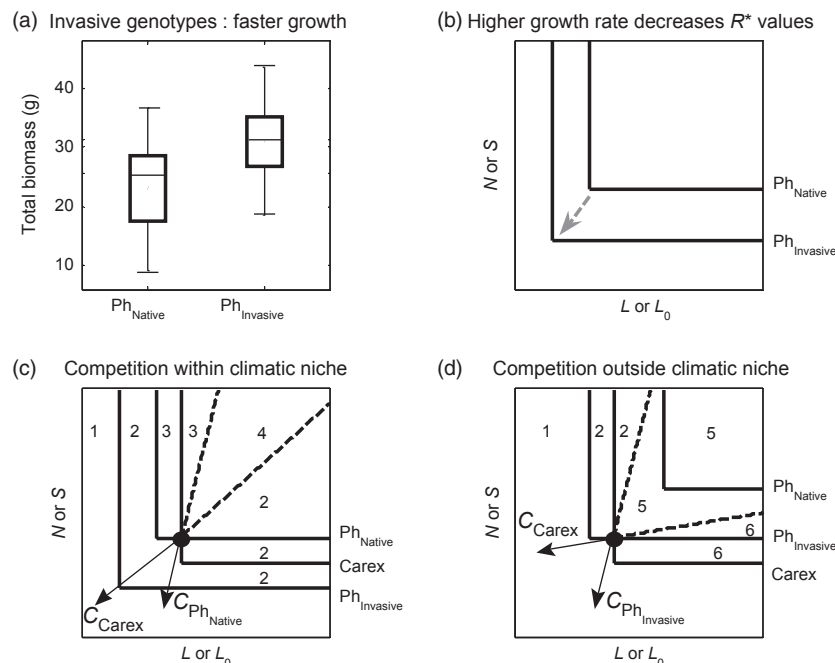 (a) Invasive genotypes : faster growth
Total biomass (g)
40
30
20
10
Ph_Native
Ph_Invasive
(b) Higher growth rate decreases R* values
N or S
Ph_Native
Ph_Invasive
L or L_0
(c) Competition within climatic niche
N or S
1
2
3
3
4
2
2
2
Ph_Native
Carex
Ph_Invasive
C_Carex
C_Ph_Native
L or L_0
(d) Competition outside climatic niche
N or S
1
2
2
5
5
6
6
Ph_Native
Ph_Invasive
Carex
C_Carex
C_Ph_Invasive
L or L_0